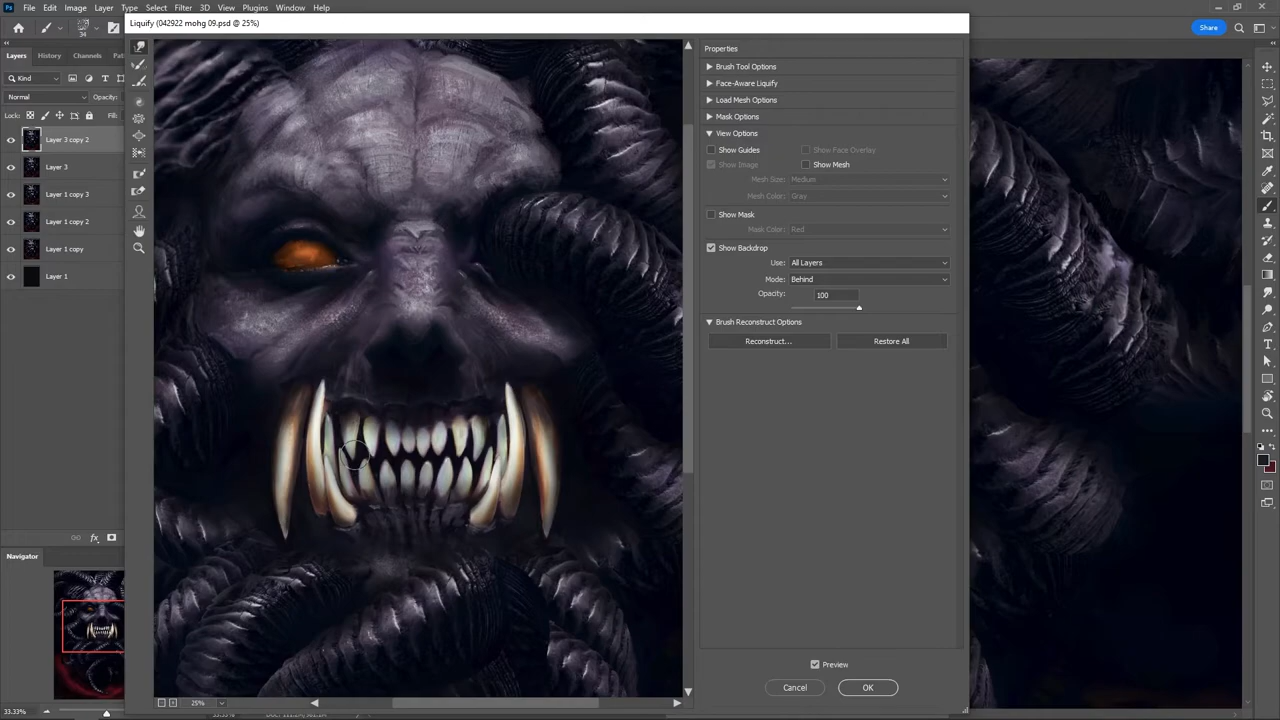 Ps File Edit Image Layer Type Select Filter 3D View Plugins Window Help
Liquify (042922 mohg 09.psd @ 25%)
34
Share
Layers History Channels
Kind
Normal Opacity:
Lock: Fill:
Layer 3 copy 2
Layer 3
Layer 1 copy 3
Layer 1 copy 2
Layer 1 copy
Layer 1
fx
Navigator
33.33%
Properties
Brush Tool Options
Face-Aware Liquify
Load Mesh Options
Mask Options
View Options
Show Guides Show Face Overlay
Show Image Show Mesh
Mesh Size: Medium
Mesh Color: Gray
Show Mask
Mask Color: Red
Show Backdrop
Use: All Layers
Mode: Behind
Opacity: 100
Brush Reconstruct Options
Reconstruct... Restore All
Preview
Cancel OK
25%